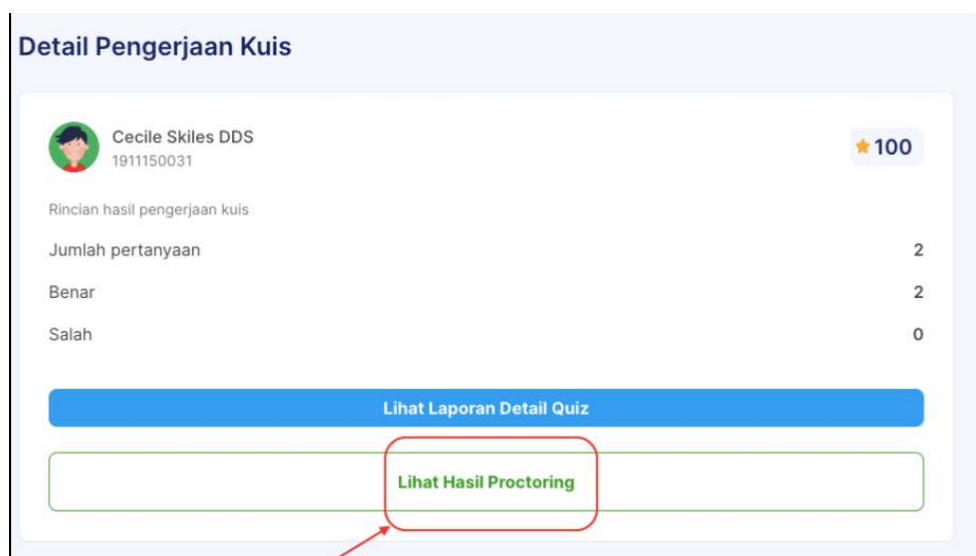 Detail Pengerjaan Kuis
Cecile Skiles DDS
1911150031
100
Rincian hasil pengerjaan kuis
Jumlah pertanyaan 2
Benar 2
Salah 0
Lihat Laporan Detail Quiz
Lihat Hasil Proctoring